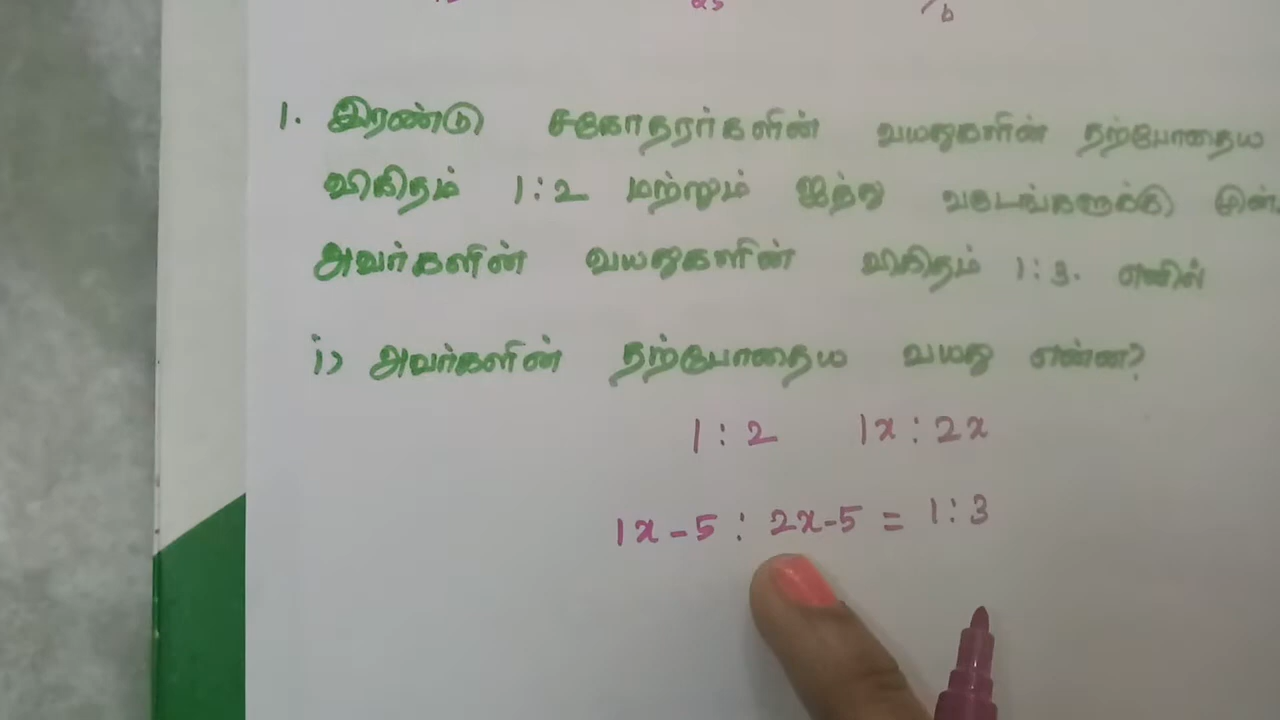 1. இரண்டு சகோதரர்களின் வயதுகளின் தற்போதைய
விகிதம் 1:2 மற்றும் ஐந்து வருடங்களுக்கு
அவர்களின் வயதுகளின் விகிதம் 1:3. எனில்
i) அவர்களின் தற்போதைய வயது என்ன?
1 : 2 1x : 2x
1x - 5 : 2x - 5 = 1 : 3